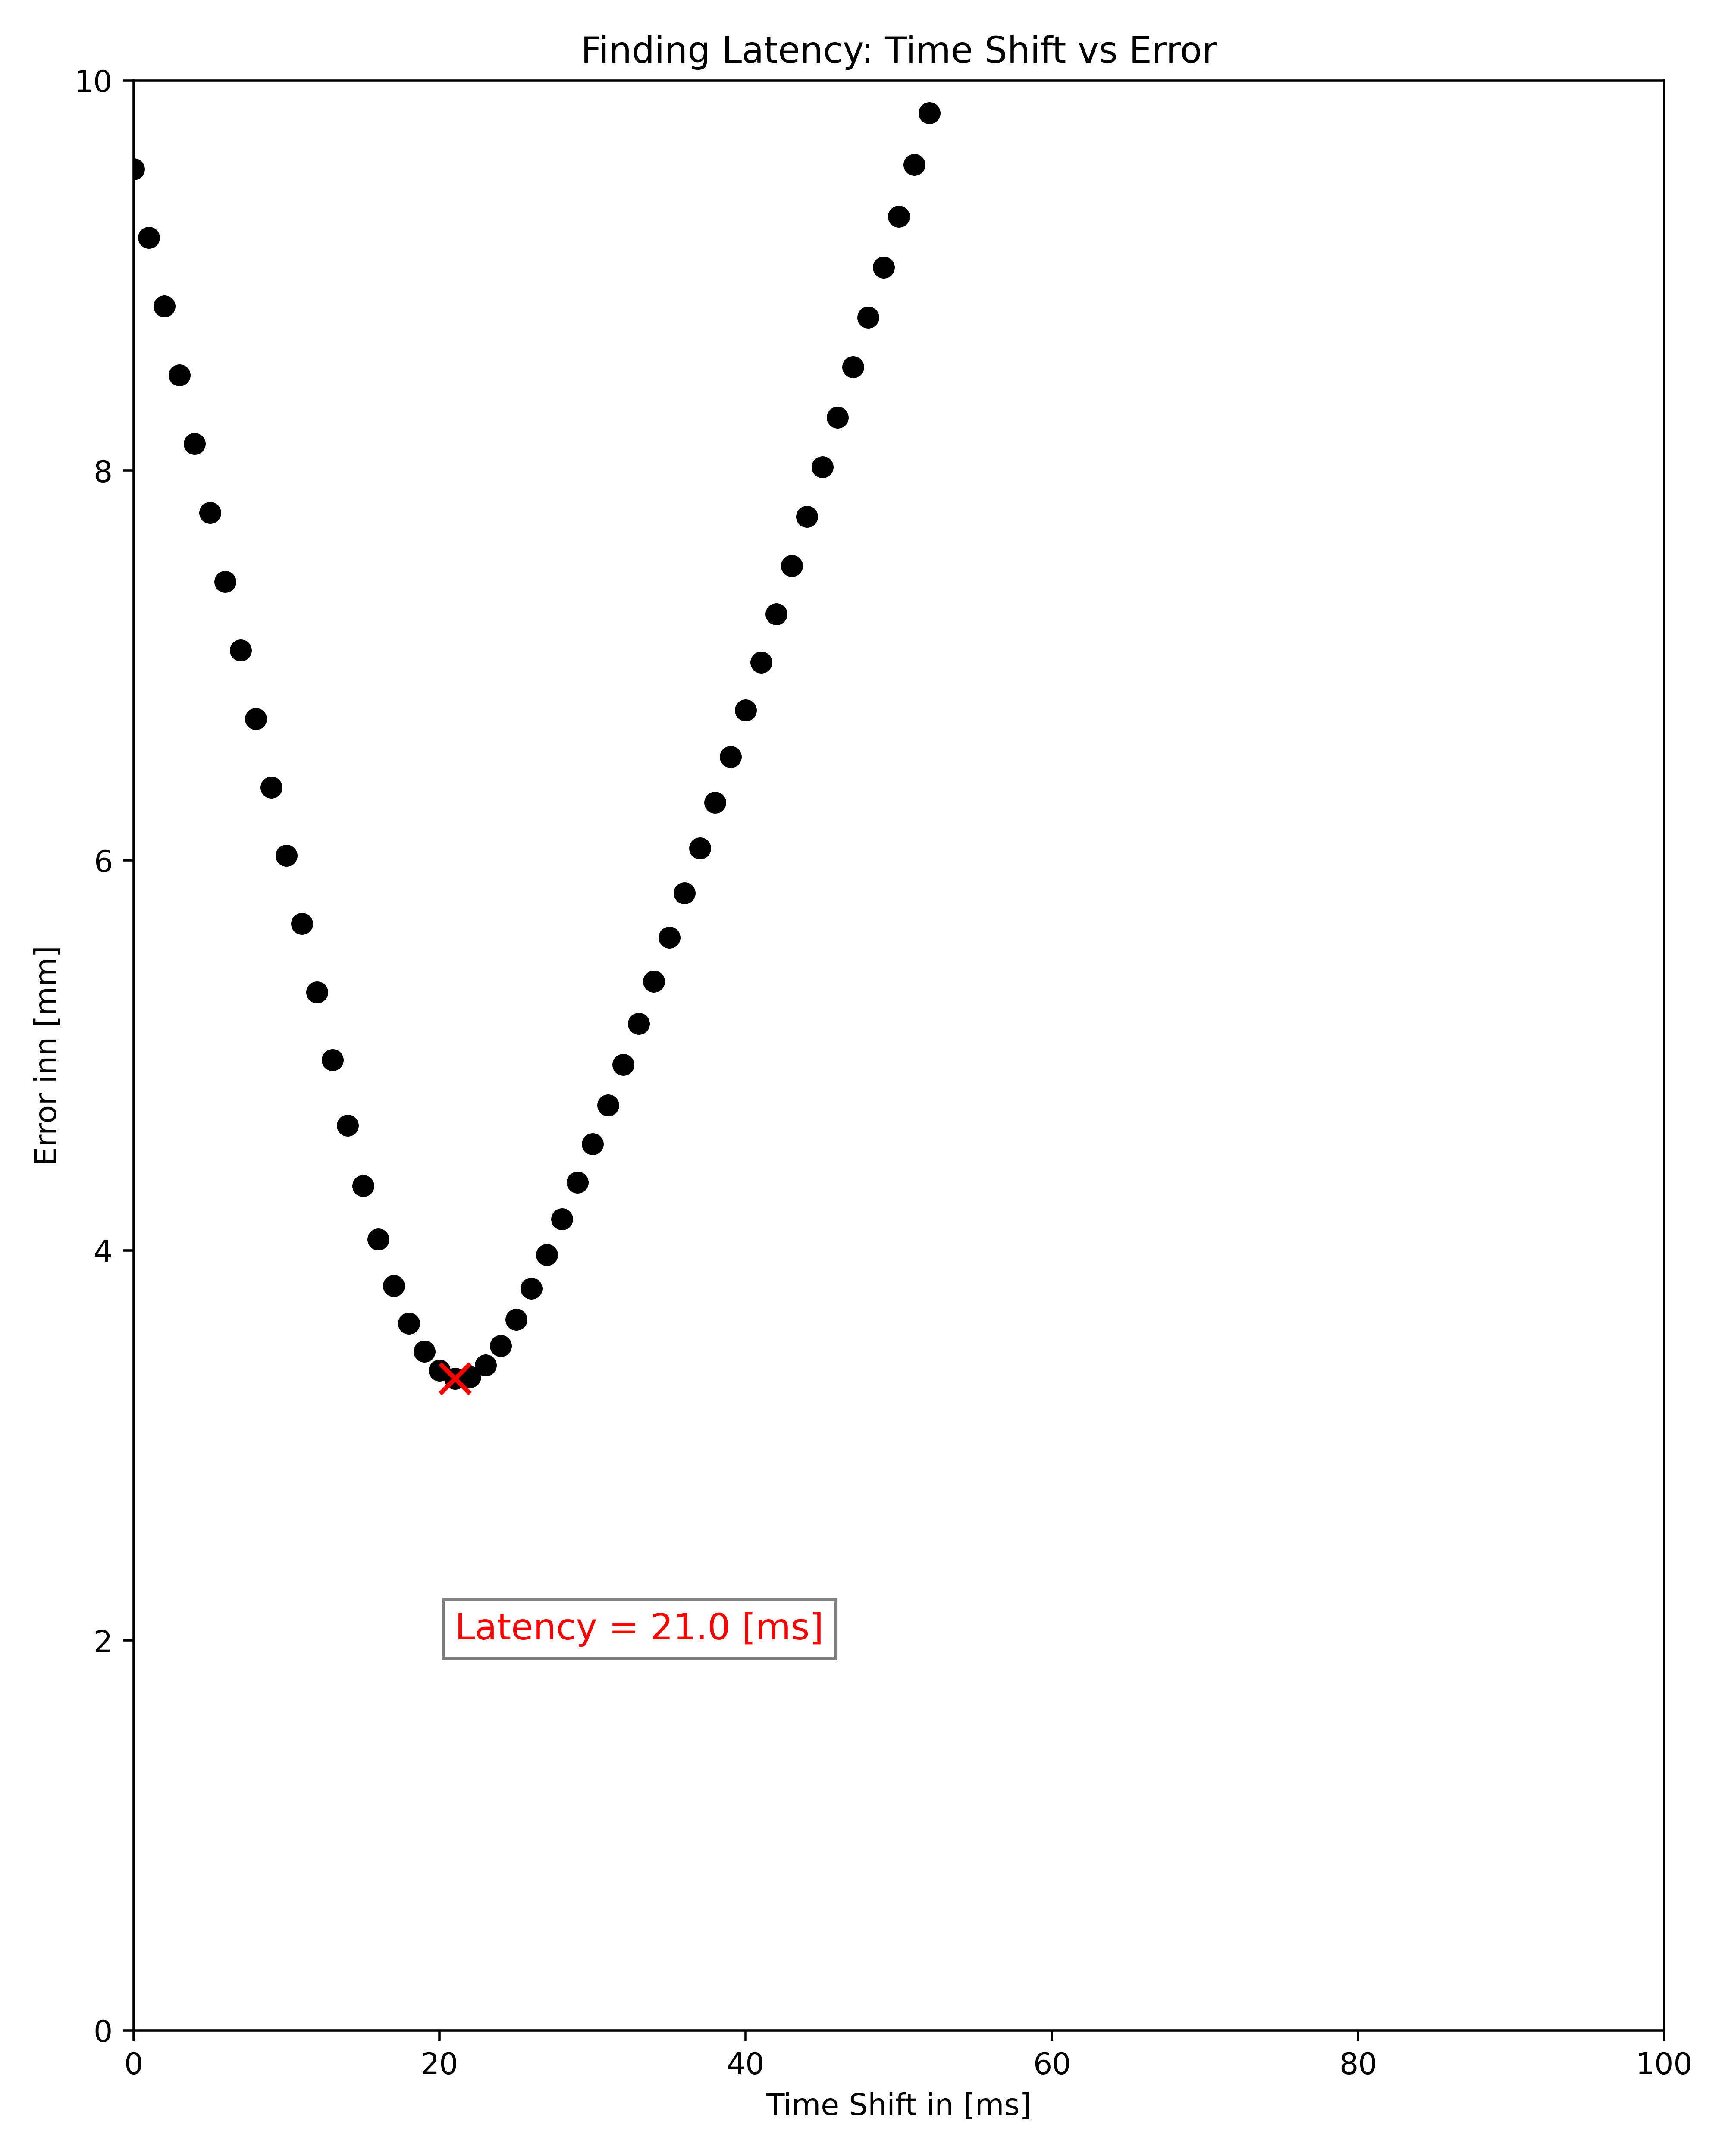 Finding Latency: Time Shift vs Error
10
8
6
4
2
0
Error inn [mm]
Latency = 21.0 [ms]
0 20 40 60 80 100
Time Shift in [ms]